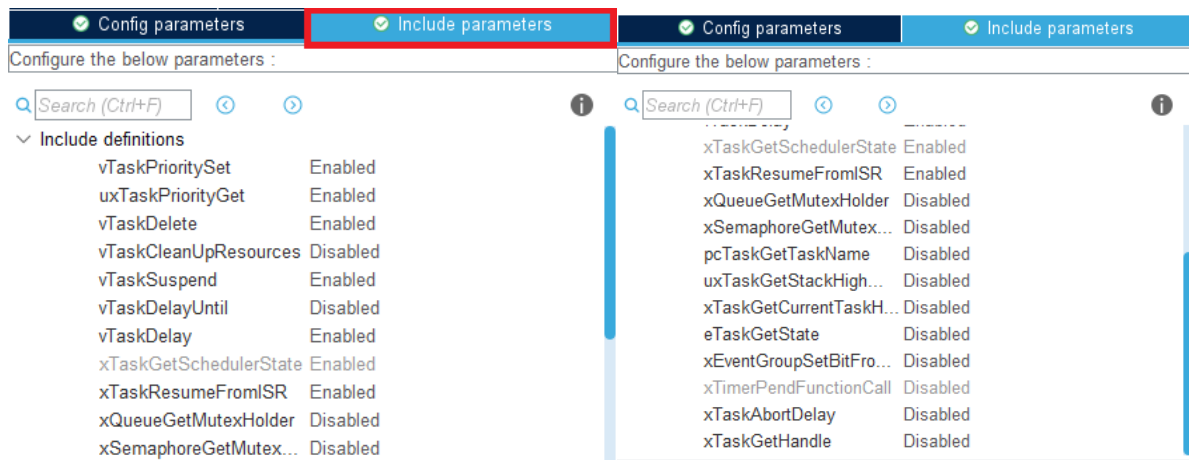 Config parameters Include parameters
Configure the below parameters :
Search (Ctrl+F)
Include definitions
vTaskPrioritySet Enabled
uxTaskPriorityGet Enabled
vTaskDelete Enabled
vTaskCleanUpResources Disabled
vTaskSuspend Enabled
vTaskDelayUntil Disabled
vTaskDelay Enabled
xTaskGetSchedulerState Enabled
xTaskResumeFromISR Enabled
xQueueGetMutexHolder Disabled
xSemaphoreGetMutex... Disabled
Config parameters Include parameters
Configure the below parameters :
Search (Ctrl+F)
xTaskGetSchedulerState Enabled
xTaskResumeFromISR Enabled
xQueueGetMutexHolder Disabled
xSemaphoreGetMutex... Disabled
pcTaskGetTaskName Disabled
uxTaskGetStackHigh... Disabled
xTaskGetCurrentTaskH... Disabled
eTaskGetState Disabled
xEventGroupSetBitFro... Disabled
xTimerPendFunctionCall Disabled
xTaskAbortDelay Disabled
xTaskGetHandle Disabled